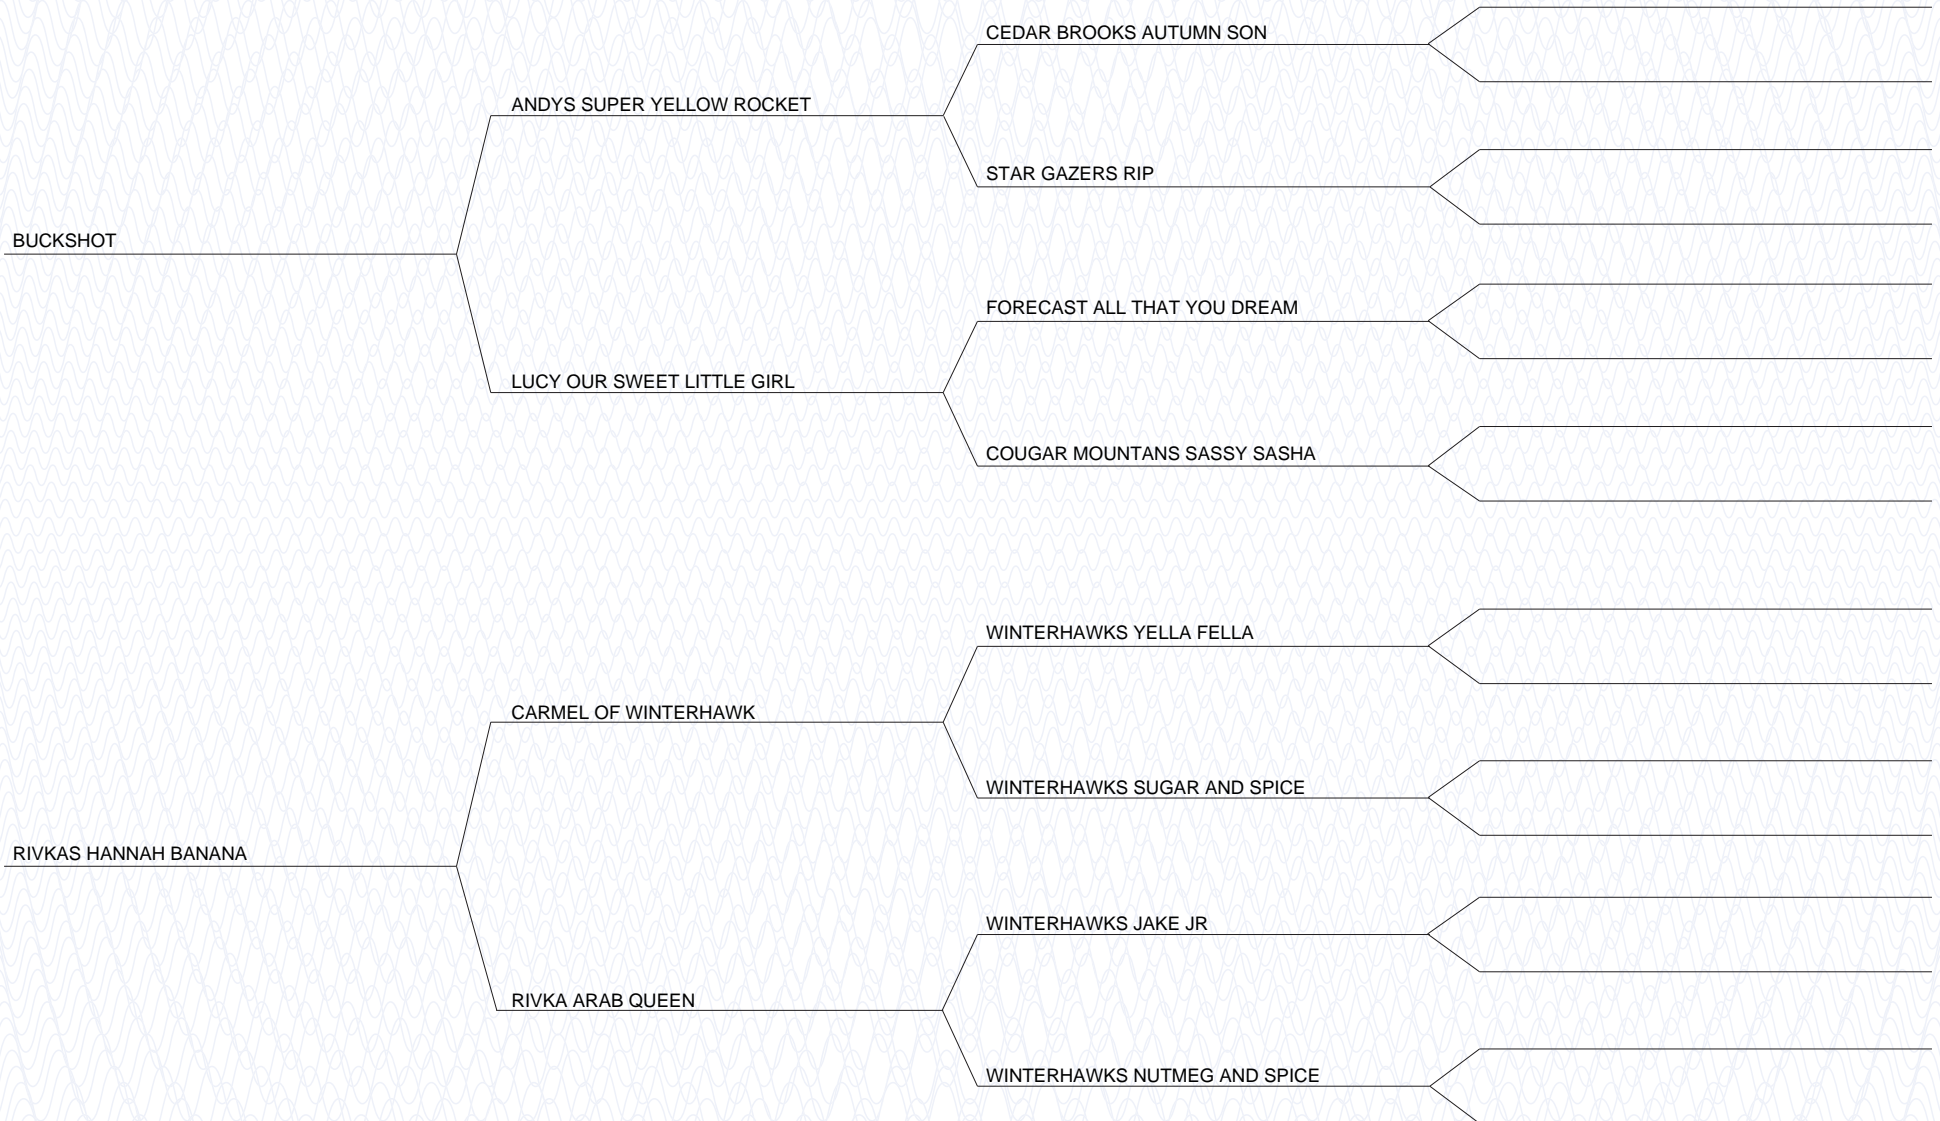 CEDAR BROOKS AUTUMN SON
ANDYS SUPER YELLOW ROCKET
STAR GAZERS RIP
BUCKSHOT
FORECAST ALL THAT YOU DREAM
LUCY OUR SWEET LITTLE GIRL
COUGAR MOUNTANS SASSY SASHA
WINTERHAWKS YELLA FELLA
CARMEL OF WINTERHAWK
WINTERHAWKS SUGAR AND SPICE
RIVKAS HANNAH BANANA
WINTERHAWKS JAKE JR
RIVKA ARAB QUEEN
WINTERHAWKS NUTMEG AND SPICE